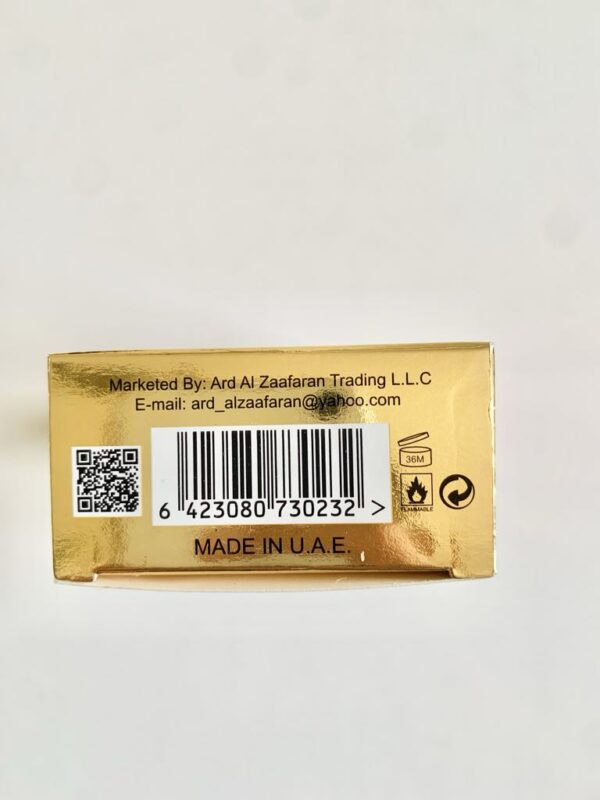 Marketed By: Ard Al Zaafaran Trading L.L.C
E-mail: ard_alzaafaran@yahoo.com
36M
FLAMMABLE
6 423080 730232 >
MADE IN U.A.E.